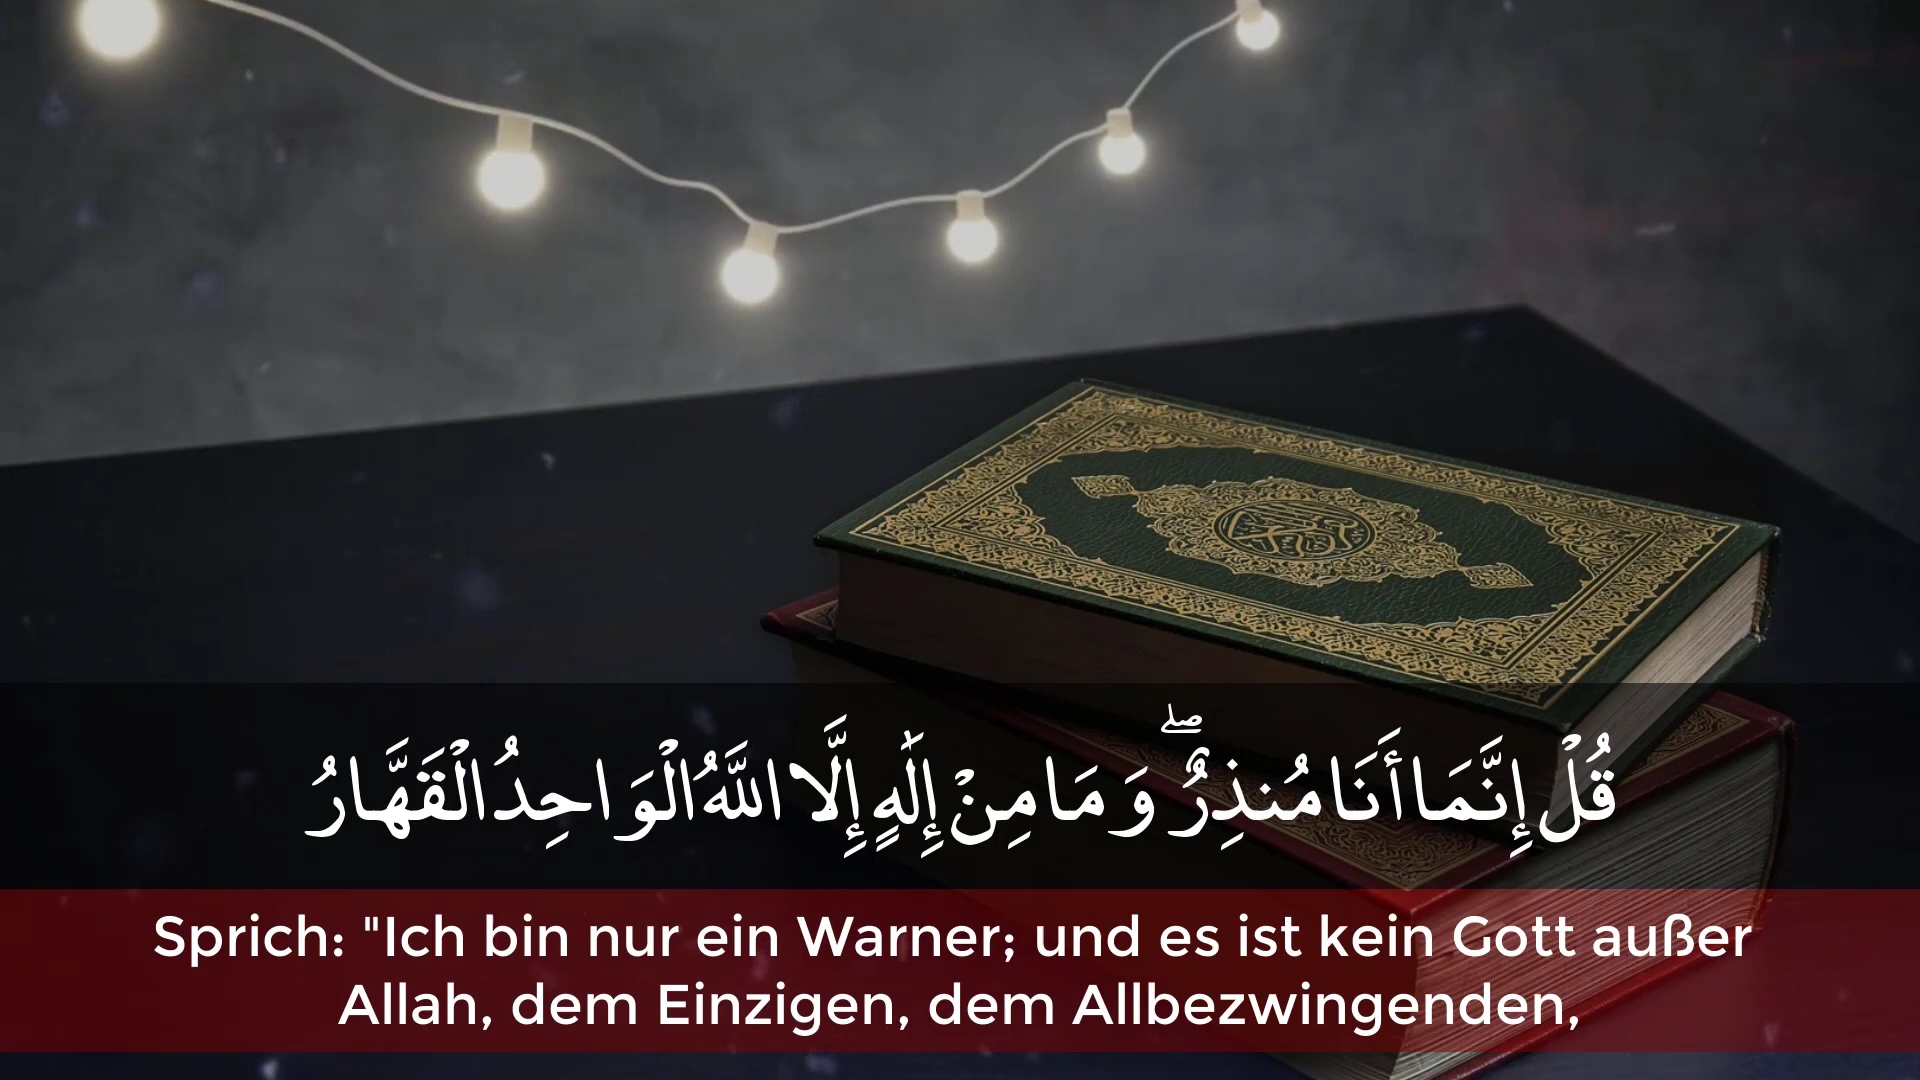 قُلْ إِنَّمَا أَنَا مُنذِرٌ ۖ وَمَا مِنْ إِلَٰهٍ إِلَّا اللَّهُ الْوَاحِدُ الْقَهَّارُ
Sprich: "Ich bin nur ein Warner; und es ist kein Gott außer
Allah, dem Einzigen, dem Allbezwingenden,